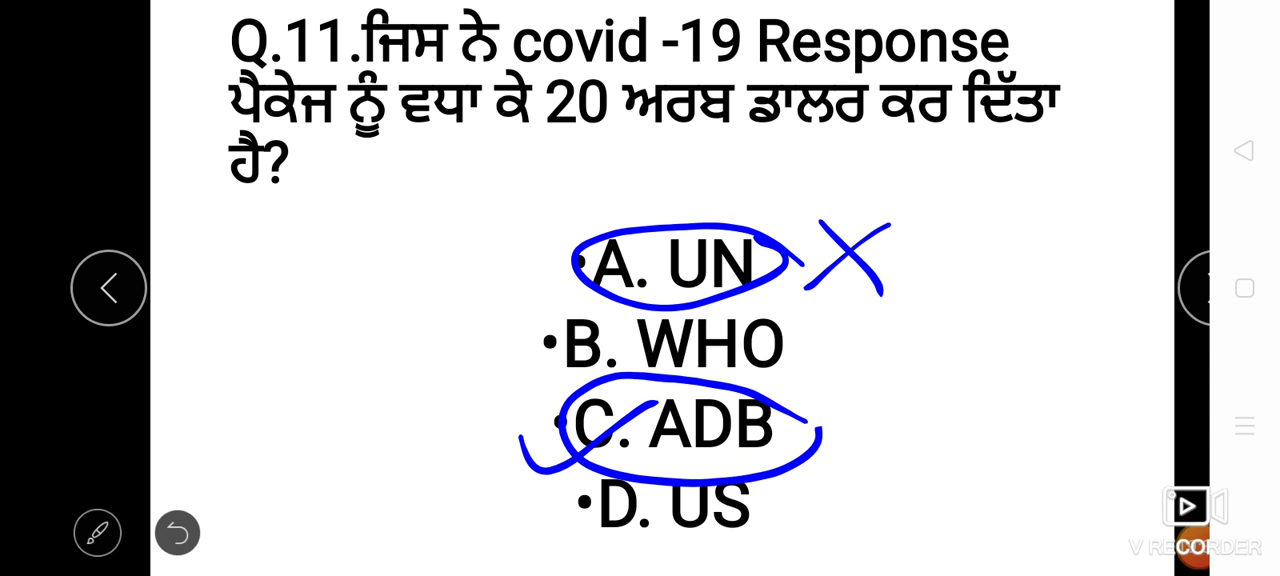 Q.11.ਜਿਸ ਨੇ covid -19 Response
ਪੈਕੇਜ ਨੂੰ ਵਧਾ ਕੇ 20 ਅਰਬ ਡਾਲਰ ਕਰ ਦਿੱਤਾ
ਹੈ?
•A. UN
•B. WHO
•C. ADB
•D. US
V RECORDER